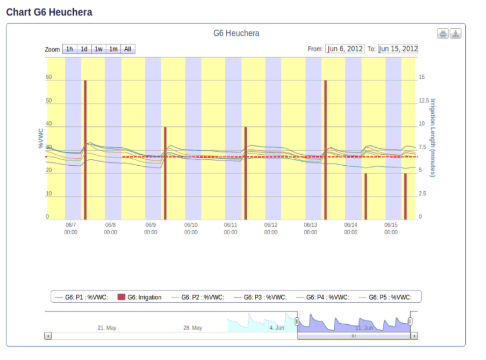 Chart G6 Heuchera
G6 Heuchera
Zoom 1h 1d 1w 1m All
From: Jun 6, 2012 To: Jun 15, 2012
60 15
50 12.5
40 10
30 7.5
20 5
10 2.5
0 0
%VWC
Irrigation Length (minutes)
06/7 06/8 06/9 06/10 06/11 06/12 06/13 06/14 06/15
00:00 00:00 00:00 00:00 00:00 00:00 00:00 00:00 00:00
G6: P1 : %VWC: G6: Irrigation G6: P2 : %VWC: G6: P3 : %VWC: G6: P4 : %VWC: G6: P5 : %VWC:
21. May 28. May 4. Jun 11. Jun